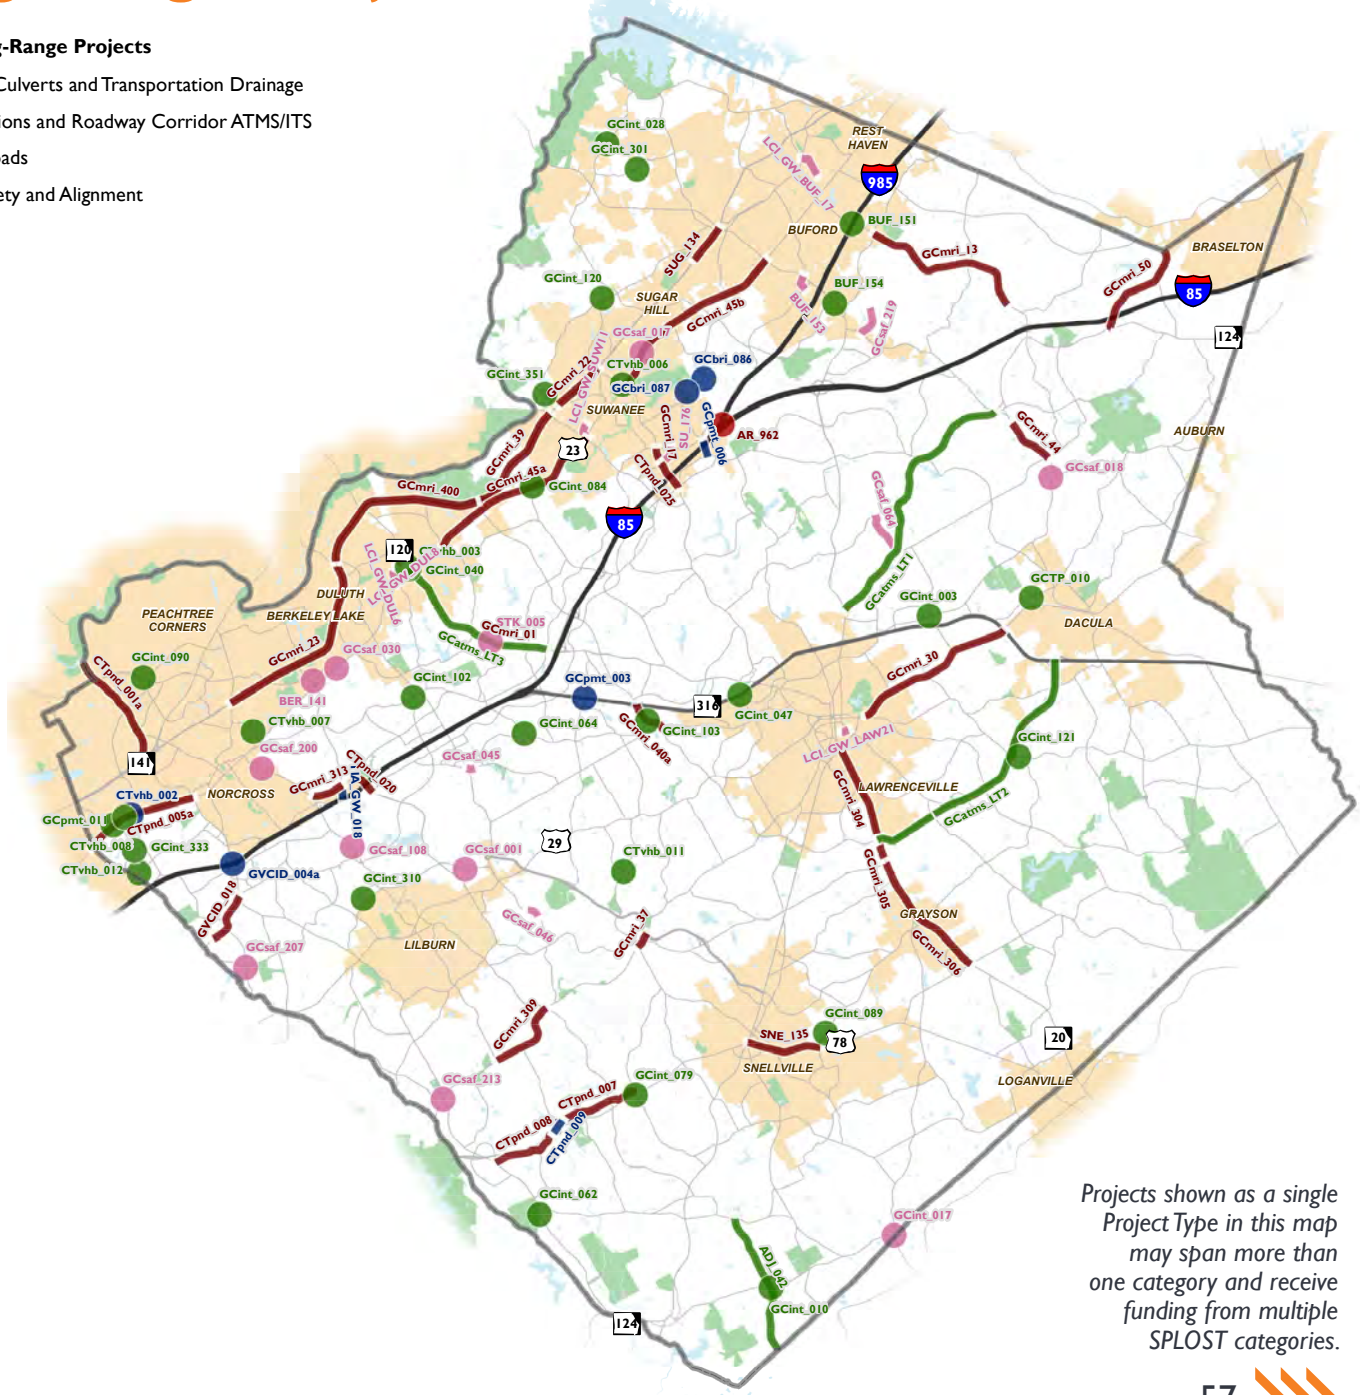 -Range Projects
Culverts and Transportation Drainage
ions and Roadway Corridor ATMS/ITS
oads
ety and Alignment
GCint_028
GCint_301
REST
HAVEN
LCI_GW_BUF_17
985
BUFORD
BUF_151
GCmri_13
BRASELTON
GCmri_50
85
SUG_134
GCint_120
SUGAR
HILL
BUF_154
BUF_153
GCsaf_219
GCmri_45b
124
GCsaf_017
GCint_351
GCmri_22
CTvhb_006
GCbri_086
GCbri_087
SUWANEE
GCmri_17
SU_176
GCpmt_006
AR_962
GCmri_39
23
GCmri_44
AUBURN
GCsaf_018
GCmri_400
GCmri_45a
GCint_084
CTpnd_025
GCsaf_064
85
120
GCint_040
LCI_GW_DUL6
DULUTH
BERKELEY LAKE
PEACHTREE
CORNERS
GCatms_LT1
GCint_003
GCTP_010
DACULA
STK_005
GCmri_01
GCatms_LT3
GCmri_23
GCsaf_030
BER_141
GCint_090
CTpnd_001a
GCint_102
GCpmt_003
GCmri_30
316
GCint_047
GCint_064
GCint_103
GCmri_040a
CTvhb_007
GCsaf_200
141
GCsaf_045
LCI_GW_LAW21
GCint_121
GCmri_313
CTpnd_020
NORCROSS
CTvhb_002
CTpnd_005a
GCmri_304
LAWRENCEVILLE
GCatms_LT2
CTvhb_008
GCint_333
GCsaf_108
GCsaf_001
29
CTvhb_011
CTvhb_012
GVCID_004a
GCint_310
GCmri_305
GVCID_018
GCsaf_046
GCmri_37
GRAYSON
GCmri_306
GCsaf_207
LILBURN
GCmri_309
GCint_089
SNE_135
78
20
SNELLVILLE
LOGANVILLE
GCsaf_213
GCint_079
CTpnd_007
CTpnd_008
CTpnd_009
GCint_062
GCint_017
ADJ_042
GCint_010
124
Projects shown as a single
Project Type in this map
may span more than
one category and receive
funding from multiple
SPLOST categories.